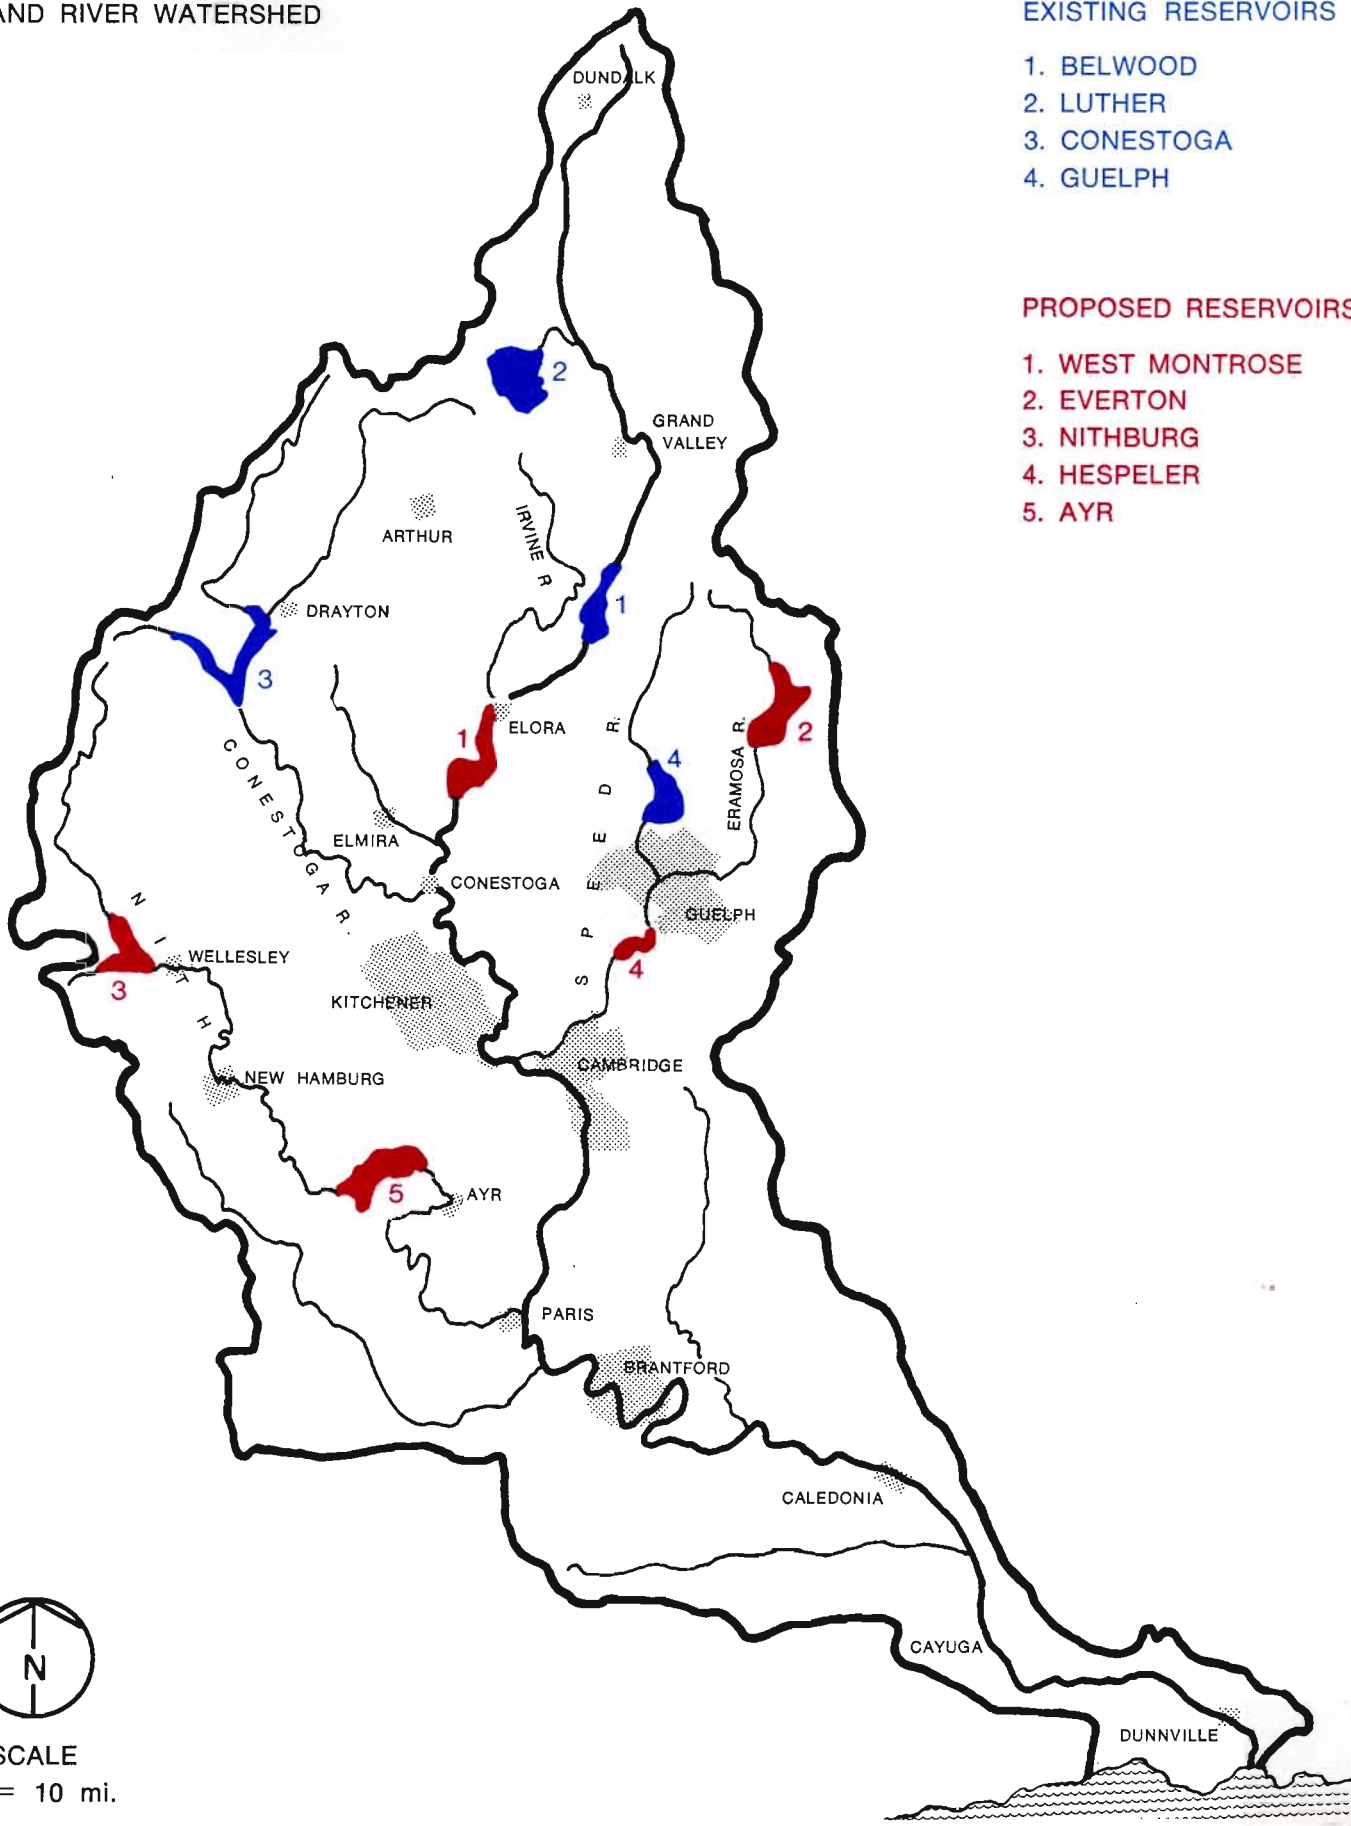 AND RIVER WATERSHED
EXISTING RESERVOIRS
1. BELWOOD
2. LUTHER
3. CONESTOGA
4. GUELPH
PROPOSED RESERVOIRS
1. WEST MONTROSE
2. EVERTON
3. NITHBURG
4. HESPELER
5. AYR
DUNDALK
2
GRAND
VALLEY
ARTHUR
IRVINE R
1
DRAYTON
3
ELORA
1
SPEED R.
4
ERAMOSA R.
2
CONESTOGA R.
ELMIRA
CONESTOGA
GUELPH
NITH
WELLESLEY
3
4
KITCHENER
CAMBRIDGE
NEW HAMBURG
5
AYR
PARIS
BRANTFORD
CALEDONIA
CAYUGA
DUNNVILLE
N
SCALE
= 10 mi.